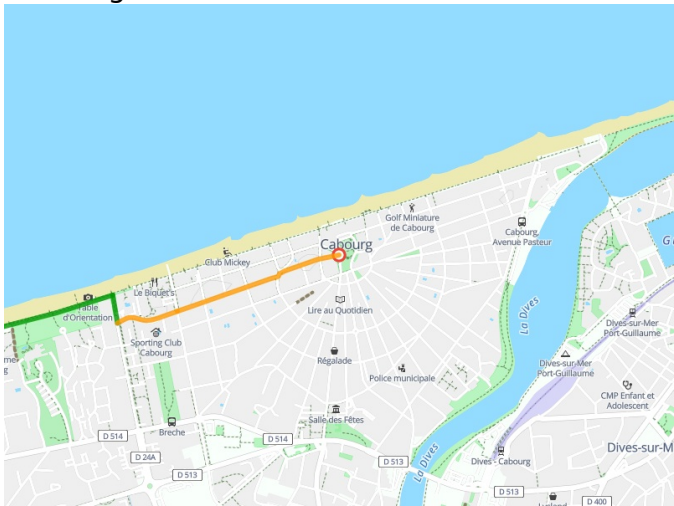 Golf Miniature
de Cabourg
Cabourg
Cabourg
Avenue Pasteur
Club Mickey
Le Biquet's
Table
d'Orientation
Lire au Quotidien
La Dives
Dives-sur-Mer
Port-Guillaume
Sporting Club
Cabourg
Régalade
Dives-sur-Mer
Port-Guillaume
Police municipale
CMP Enfant et
Adolescent
Salle des Fêtes
Breche
D 514
D 514
Dives-sur-M
D 24A
D 513
La Dives
Dives - Cabourg
D 513
D 513
D 400